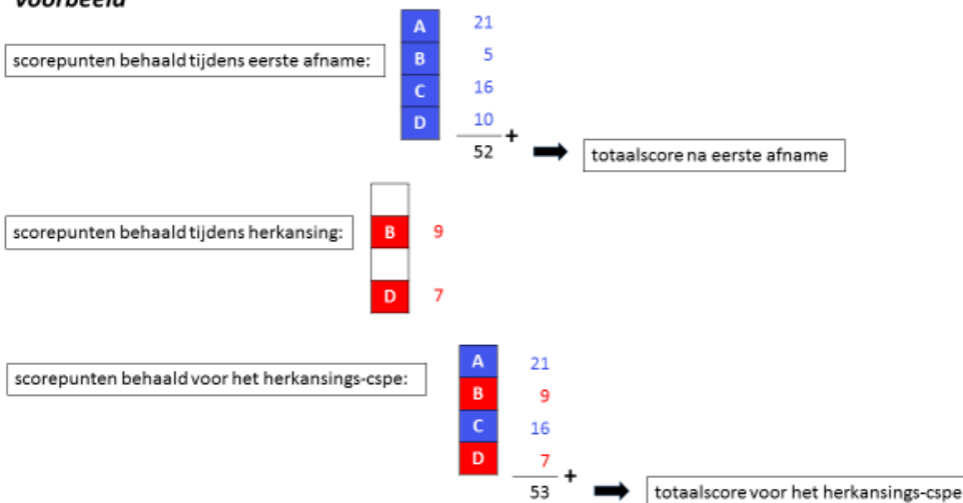 voorbeeld
A 21
scorepunten behaald tijdens eerste afname: B 5
C 16
D 10
+
52 totaalscore na eerste afname
scorepunten behaald tijdens herkansing: B 9
D 7
A 21
scorepunten behaald voor het herkansings-cspe: B 9
C 16
D 7
+
53 totaalscore voor het herkansings-cspe